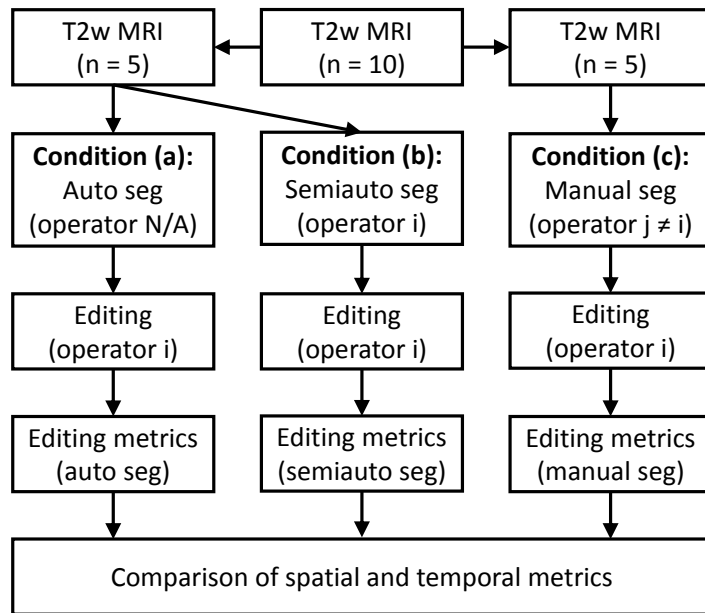 T2w MRI
(n = 5)
T2w MRI
(n = 10)
T2w MRI
(n = 5)
Condition (a):
Auto seg
(operator N/A)
Condition (b):
Semiauto seg
(operator i)
Condition (c):
Manual seg
(operator j ≠ i)
Editing
(operator i)
Editing
(operator i)
Editing
(operator i)
Editing metrics
(auto seg)
Editing metrics
(semiauto seg)
Editing metrics
(manual seg)
Comparison of spatial and temporal metrics